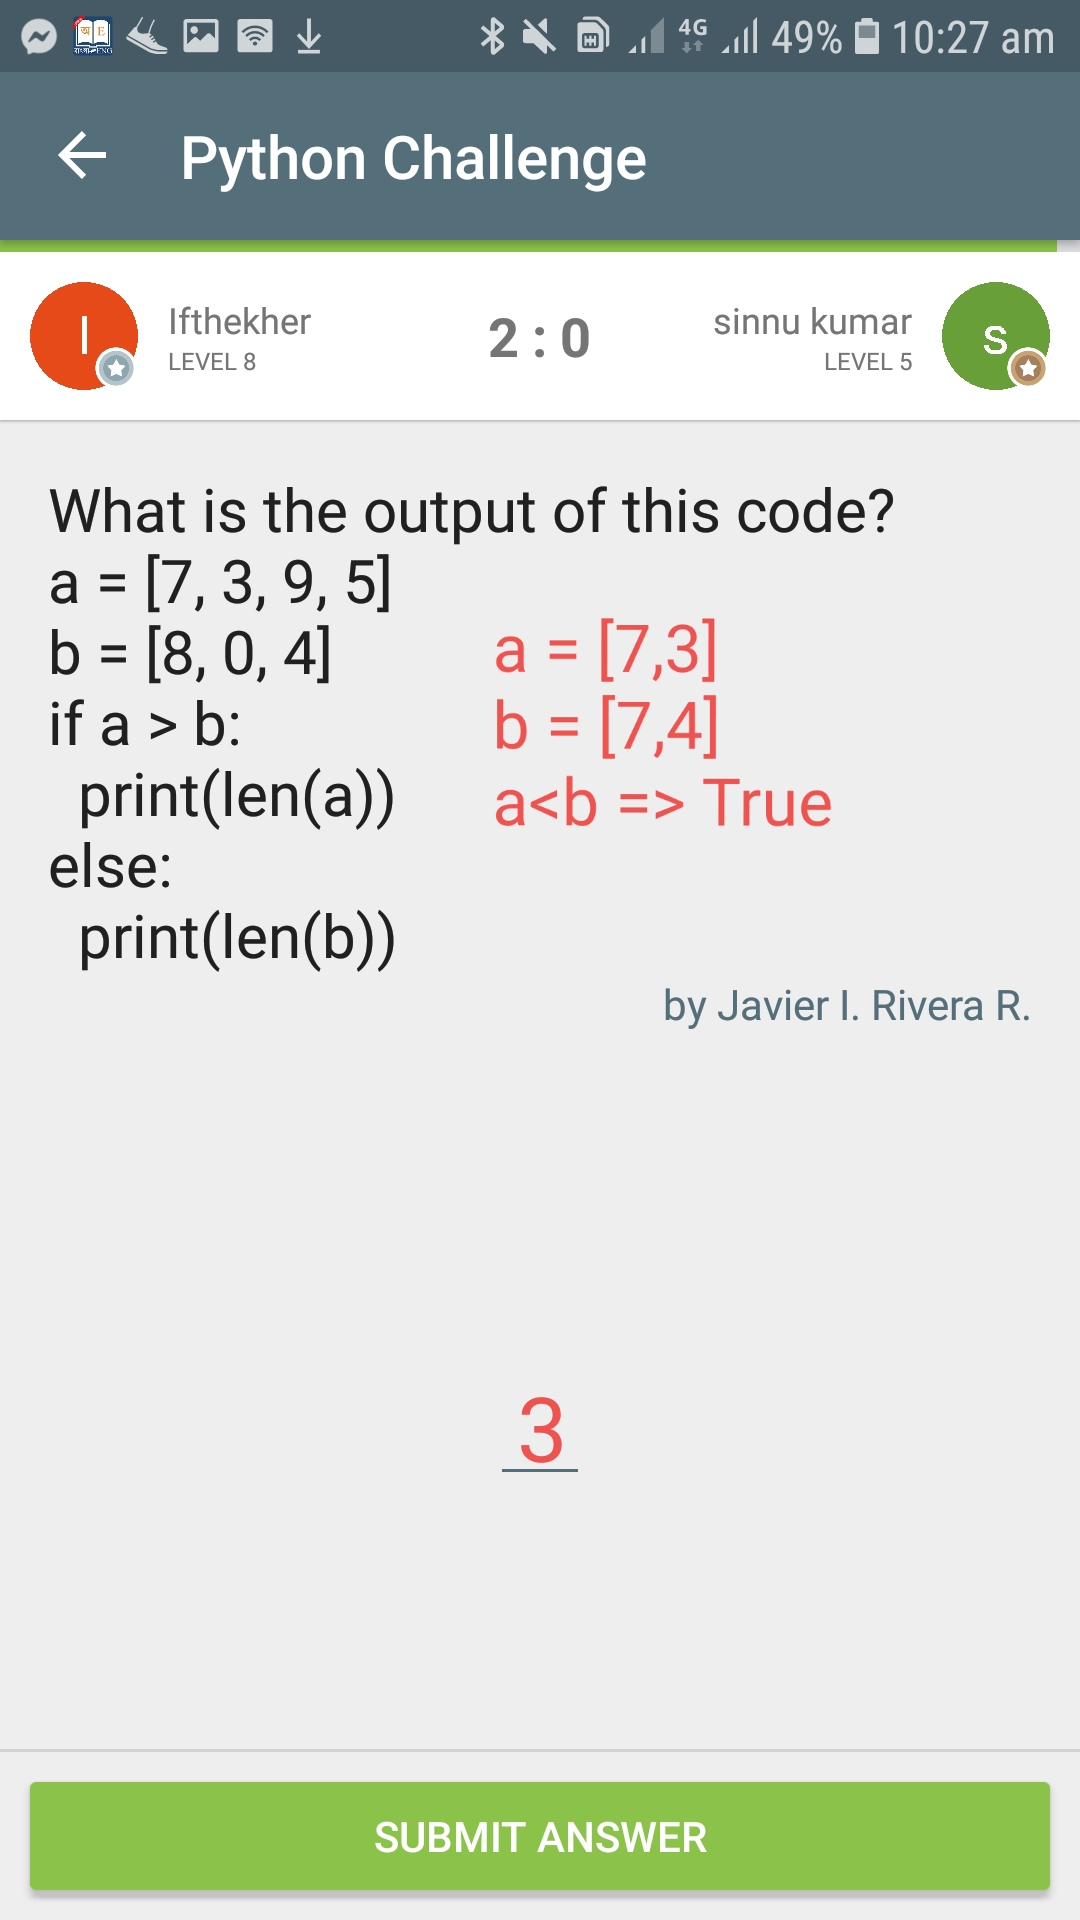 4G 49% 10:27 am
Python Challenge
I
Ifthekher
LEVEL 8
2 : 0
sinnu kumar
LEVEL 5
s
What is the output of this code?
a = [7, 3, 9, 5]
b = [8, 0, 4]
a = [7,3]
if a > b:
b = [7,4]
print(len(a))
a<b => True
else:
print(len(b))
by Javier I. Rivera R.
3
SUBMIT ANSWER